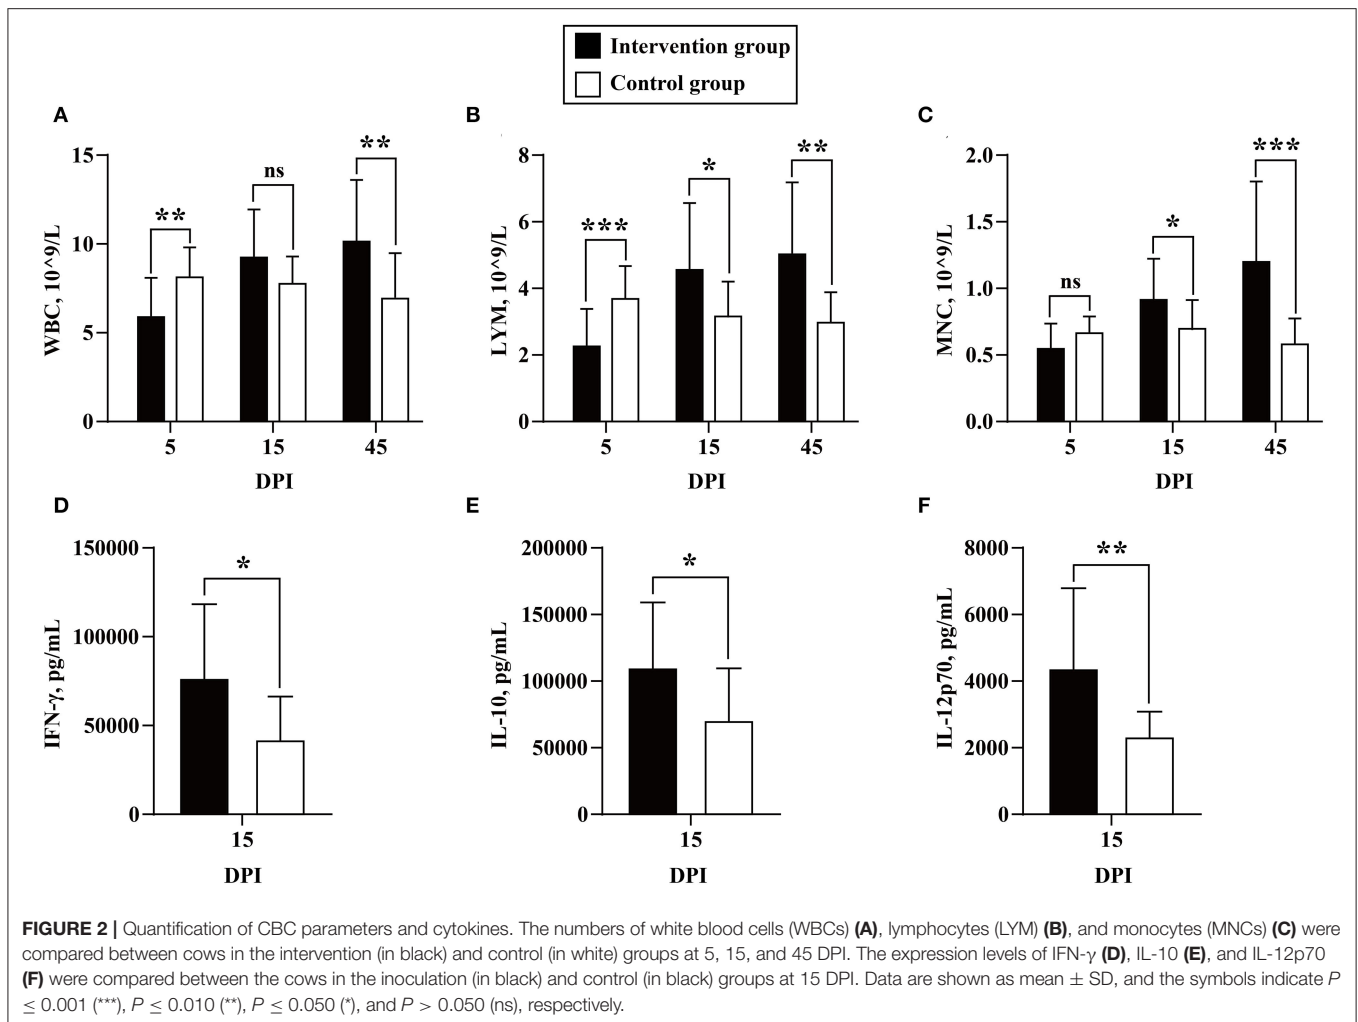 Intervention group
Control group
A
WBC, 10^9/L
15
10
5
0
**
ns
**
5 15 45
DPI
B
LYM, 10^9/L
8
6
4
2
0
***
*
**
5 15 45
DPI
C
MNC, 10^9/L
2.0
1.5
1.0
0.5
0.0
ns
*
***
5 15 45
DPI
D
IFN-γ, pg/mL
150000
100000
50000
0
*
15
DPI
E
IL-10, pg/mL
200000
150000
100000
50000
0
*
15
DPI
F
IL-12p70, pg/mL
8000
6000
4000
2000
0
**
15
DPI
FIGURE 2 | Quantification of CBC parameters and cytokines. The numbers of white blood cells (WBCs) (A), lymphocytes (LYM) (B), and monocytes (MNCs) (C) were
compared between cows in the intervention (in black) and control (in white) groups at 5, 15, and 45 DPI. The expression levels of IFN-γ (D), IL-10 (E), and IL-12p70
(F) were compared between the cows in the inoculation (in black) and control (in black) groups at 15 DPI. Data are shown as mean ± SD, and the symbols indicate P
≤ 0.001 (***), P ≤ 0.010 (**), P ≤ 0.050 (*), and P > 0.050 (ns), respectively.